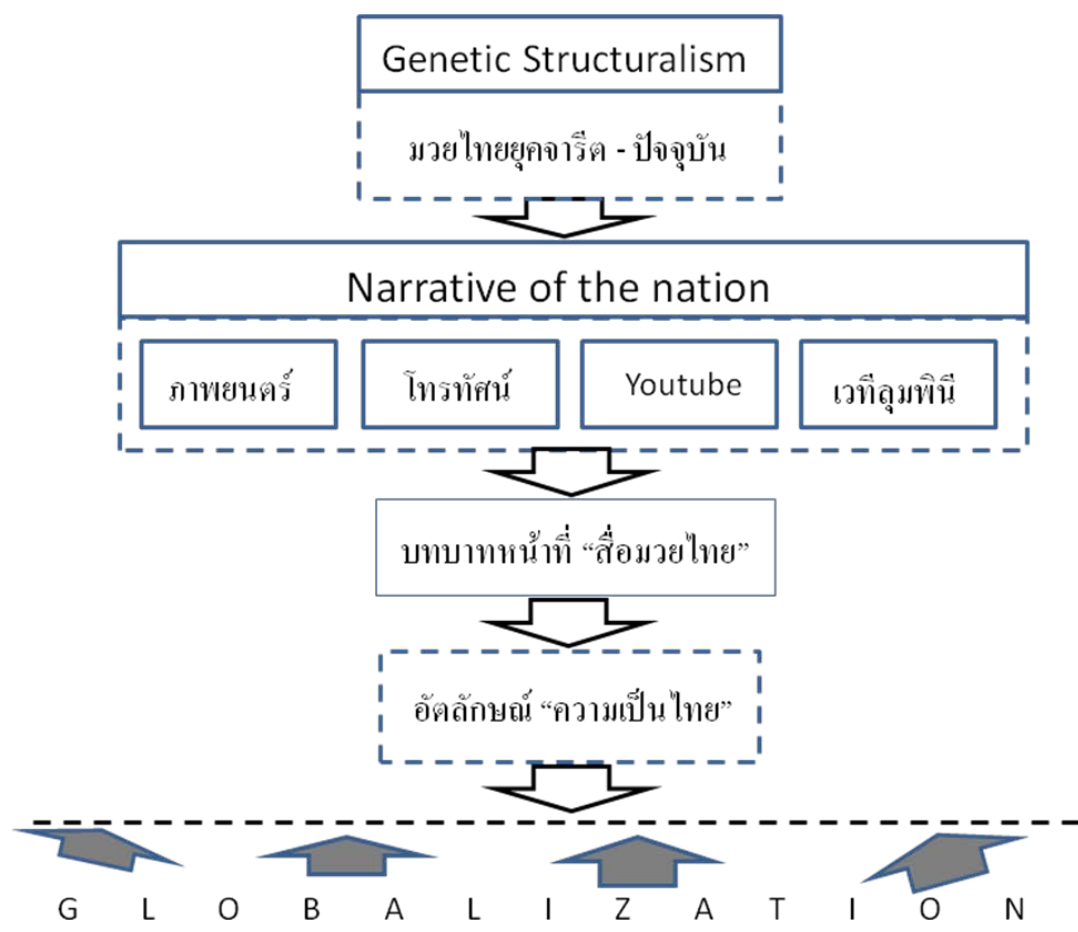 Genetic Structuralism
มวยไทยยุคจารีต - ปัจจุบัน
Narrative of the nation
ภาพยนตร์
โทรทัศน์
Youtube
เวทีลุมพินี
บทบาทหน้าที่ “สื่อมวยไทย”
อัตลักษณ์ “ความเป็นไทย”
G L O B A L I Z A T I O N